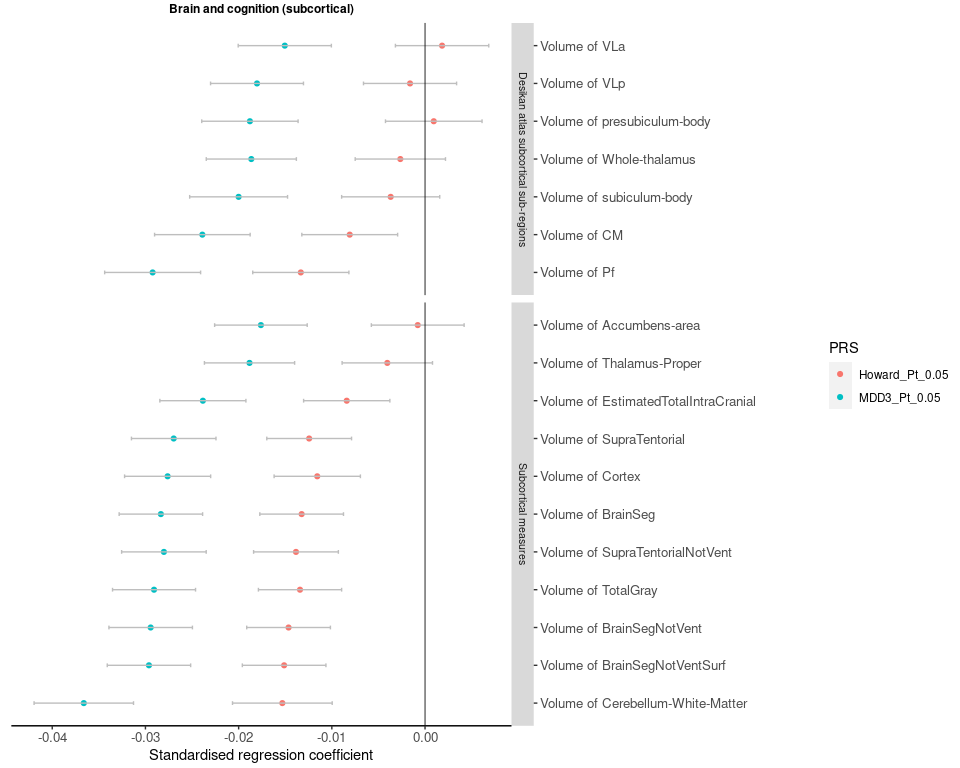 Brain and cognition (subcortical)
Desikan atlas subcortical sub-regions
Volume of VLa
Volume of VLp
Volume of presubiculum-body
Volume of Whole-thalamus
Volume of subiculum-body
Volume of CM
Volume of Pf
Subcortical measures
Volume of Accumbens-area
Volume of Thalamus-Proper
Volume of EstimatedTotalIntraCranial
Volume of SupraTentorial
Volume of Cortex
Volume of BrainSeg
Volume of SupraTentorialNotVent
Volume of TotalGray
Volume of BrainSegNotVent
Volume of BrainSegNotVentSurf
Volume of Cerebellum-White-Matter
-0.04 -0.03 -0.02 -0.01 0.00
Standardised regression coefficient
PRS
Howard_Pt_0.05
MDD3_Pt_0.05